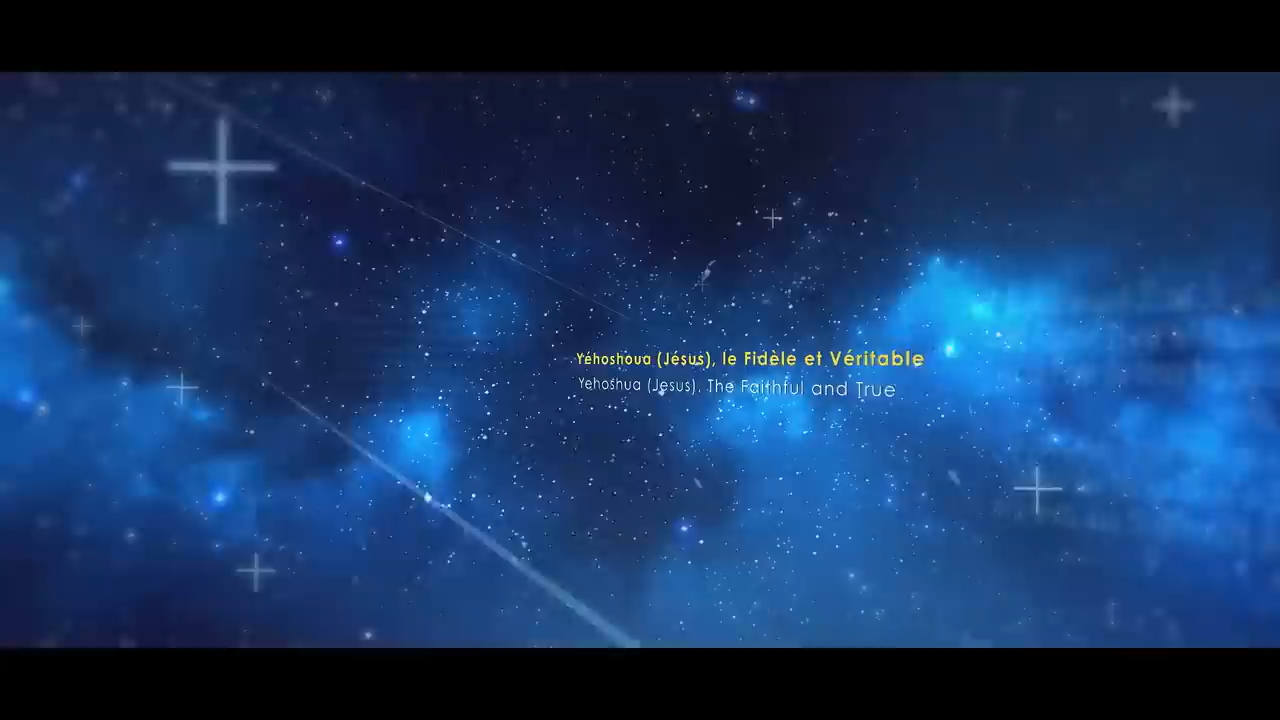 Yéhoshoua (Jésus), le Fidèle et Véritable
Yehoshua (Jesus). The Faithful and True